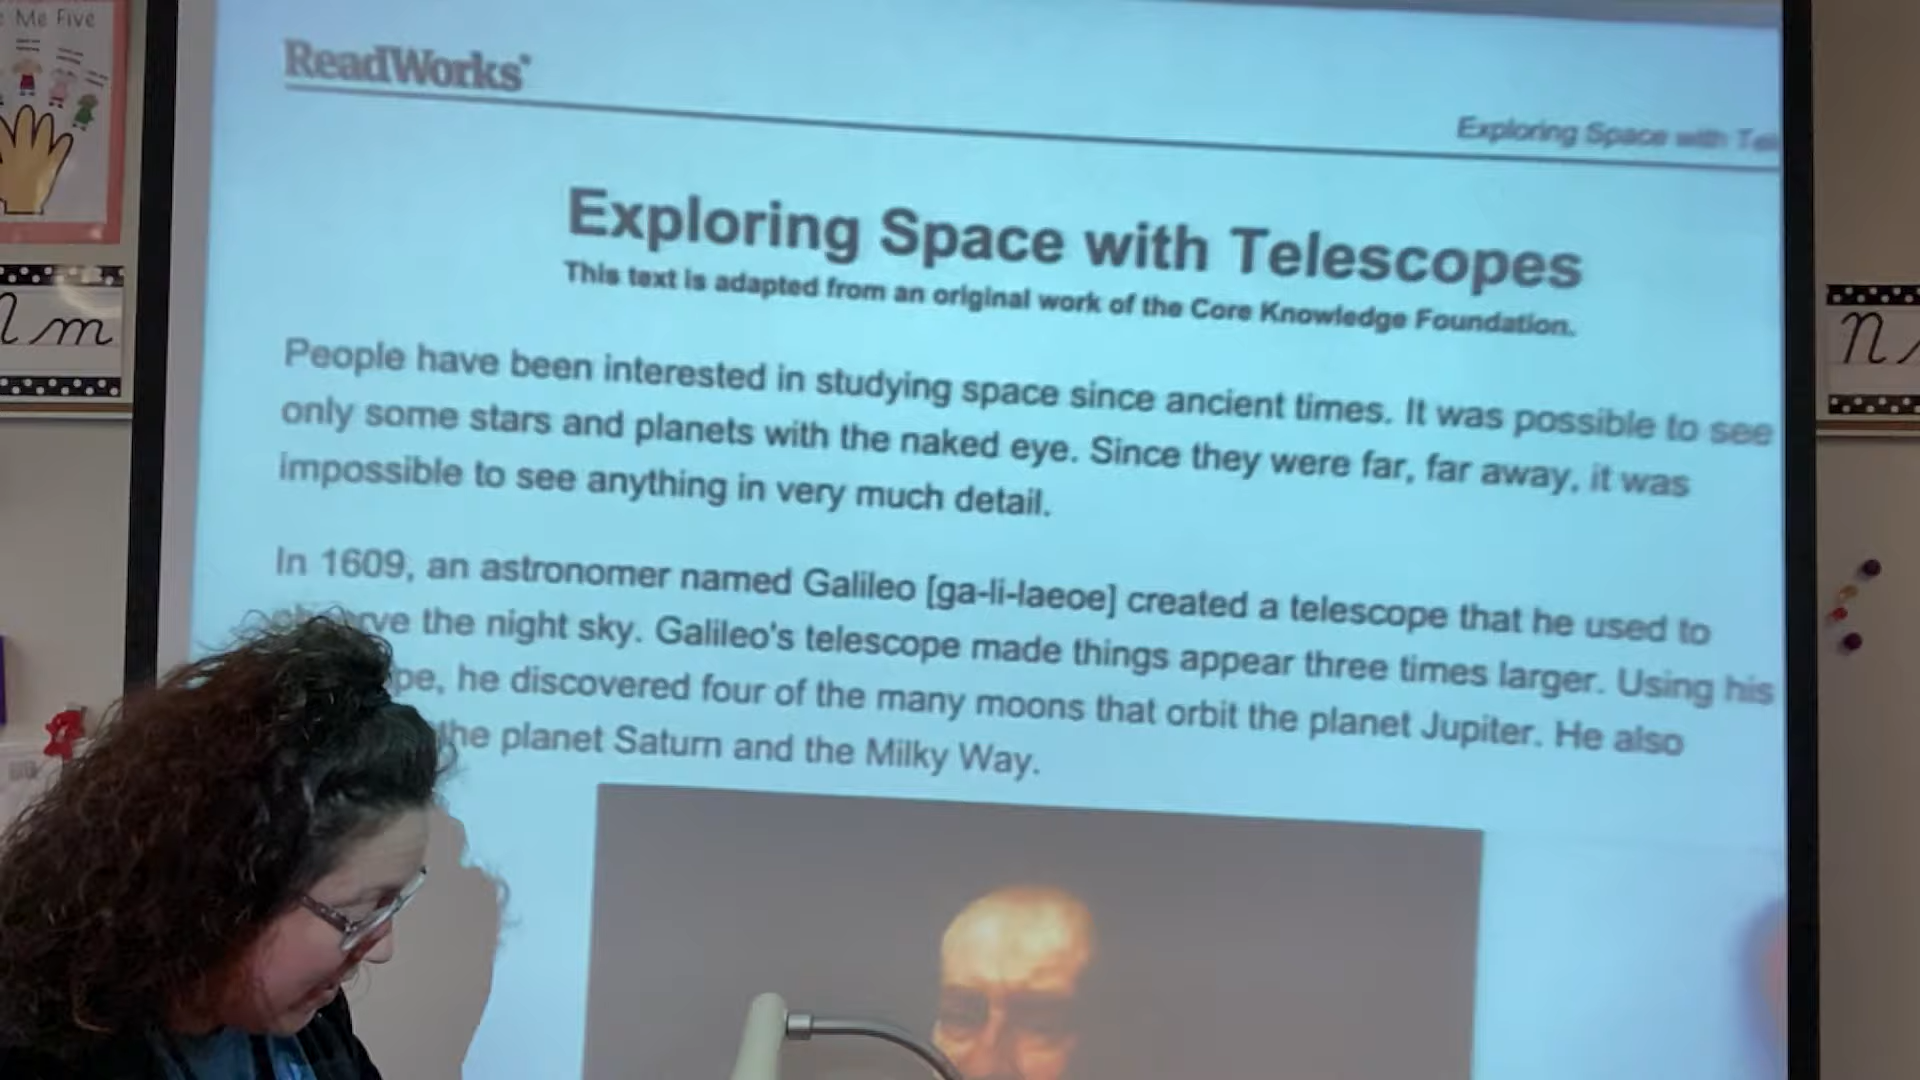 Me Five
ReadWorks
Exploring Space with Tel
Exploring Space with Telescopes
This text is adapted from an original work of the Core Knowledge Foundation.
People have been interested in studying space since ancient times. It was possible to see
only some stars and planets with the naked eye. Since they were far, far away, it was
impossible to see anything in very much detail.
In 1609, an astronomer named Galileo [ga-li-laeoe] created a telescope that he used to
the night sky. Galileo's telescope made things appear three times larger. Using his
he discovered four of the many moons that orbit the planet Jupiter. He also
the planet Saturn and the Milky Way.
m
n